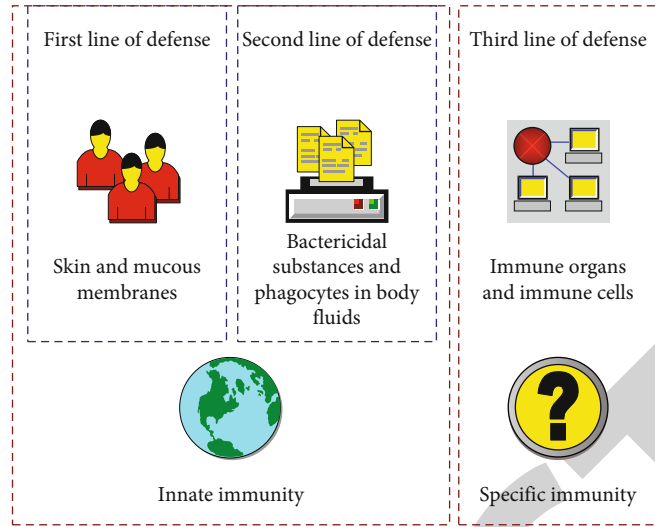 First line of defense
Skin and mucous
membranes
Second line of defense
Bactericidal
substances and
phagocytes in body
fluids
Innate immunity
Third line of defense
Immune organs
and immune cells
?
Specific immunity